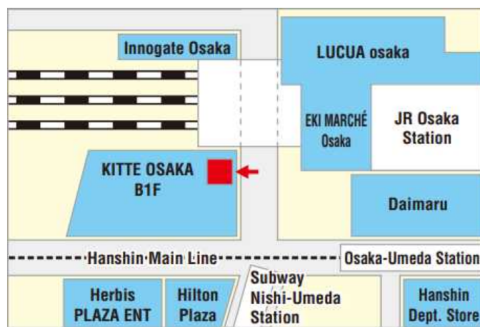 Innogate Osaka
LUCUA osaka
EKI MARCHÉ
Osaka
JR Osaka
Station
KITTE OSAKA
B1F
Daimaru
Hanshin Main Line
Osaka-Umeda Station
Herbis
PLAZA ENT
Hilton
Plaza
Subway
Nishi-Umeda
Station
Hanshin
Dept. Store